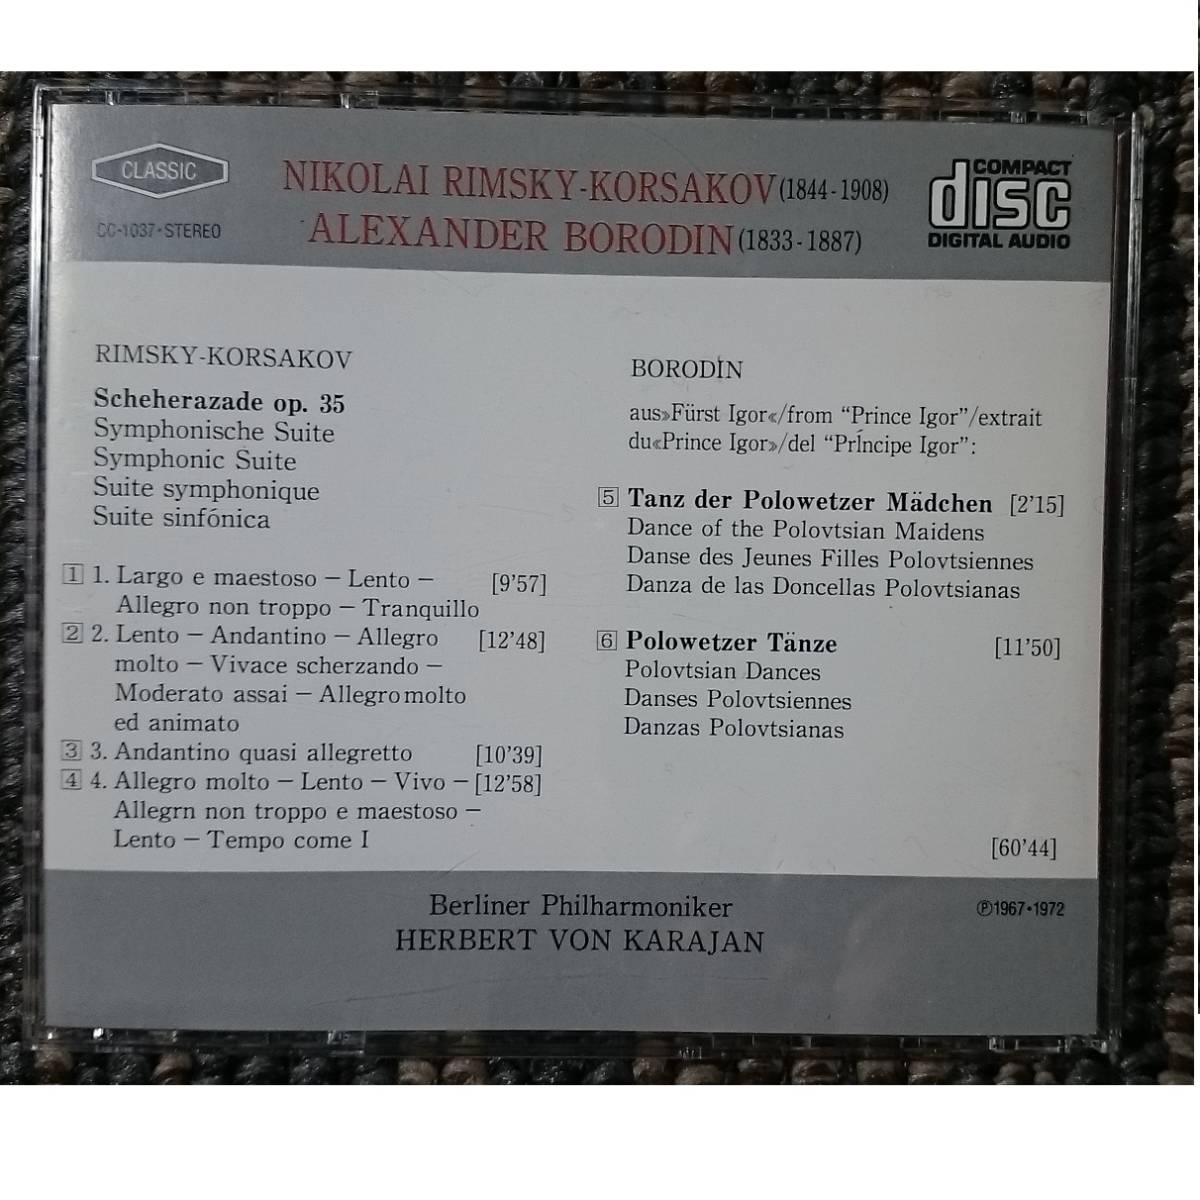 CLASSIC
CC-1037・STEREO
NIKOLAI RIMSKY-KORSAKOV(1844-1908)
ALEXANDER BORODIN(1833-1887)
COMPACT
disc
DIGITAL AUDIO
RIMSKY-KORSAKOV
Scheherazade op. 35
Symphonische Suite
Symphonic Suite
Suite symphonique
Suite sinfónica
1 1. Largo e maestoso – Lento – [9'57]
Allegro non troppo – Tranquillo
2 2. Lento – Andantino – Allegro [12'48]
molto – Vivace scherzando –
Moderato assai – Allegro molto
ed animato
3 3. Andantino quasi allegretto [10'39]
4 4. Allegro molto – Lento – Vivo – [12'58]
Allegrn non troppo e maestoso –
Lento – Tempo come I
BORODÍN
aus»Fürst Igor«/from “Prince Igor”/extrait
du«Prince Igor»/del “PrÍncipe Igor”:
5 Tanz der Polowetzer Mädchen [2'15]
Dance of the Polovtsian Maidens
Danse des Jeunes Filles Polovtsiennes
Danza de las Doncellas Polovtsianas
6 Polowetzer Tänze [11'50]
Polovtsian Dances
Danses Polovtsiennes
Danzas Polovtsianas
[60'44]
Berliner Philharmoniker
HERBERT VON KARAJAN
℗1967・1972